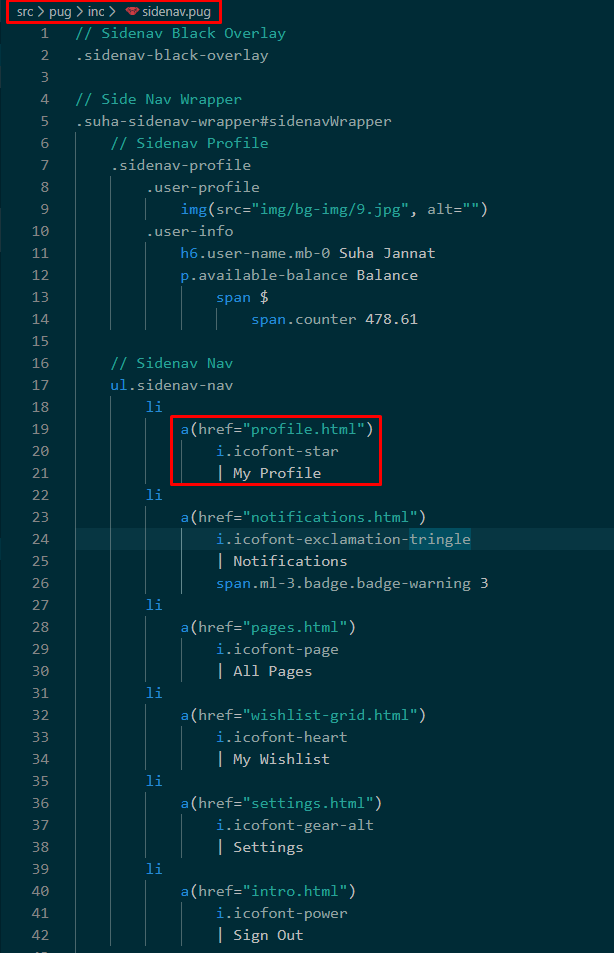 src > pug > inc > sidenav.pug
1 // Sidenav Black Overlay
2 .sidenav-black-overlay
3
4 // Side Nav Wrapper
5 .suha-sidenav-wrapper#sidenavWrapper
6 // Sidenav Profile
7 .sidenav-profile
8 .user-profile
9 img(src="img/bg-img/9.jpg", alt="")
10 .user-info
11 h6.user-name.mb-0 Suha Jannat
12 p.available-balance Balance
13 span $
14 span.counter 478.61
15
16 // Sidenav Nav
17 ul.sidenav-nav
18 li
19 a(href="profile.html")
20 i.icofont-star
21 | My Profile
22 li
23 a(href="notifications.html")
24 i.icofont-exclamation-tringle
25 | Notifications
26 span.ml-3.badge.badge-warning 3
27 li
28 a(href="pages.html")
29 i.icofont-page
30 | All Pages
31 li
32 a(href="wishlist-grid.html")
33 i.icofont-heart
34 | My Wishlist
35 li
36 a(href="settings.html")
37 i.icofont-gear-alt
38 | Settings
39 li
40 a(href="intro.html")
41 i.icofont-power
42 | Sign Out